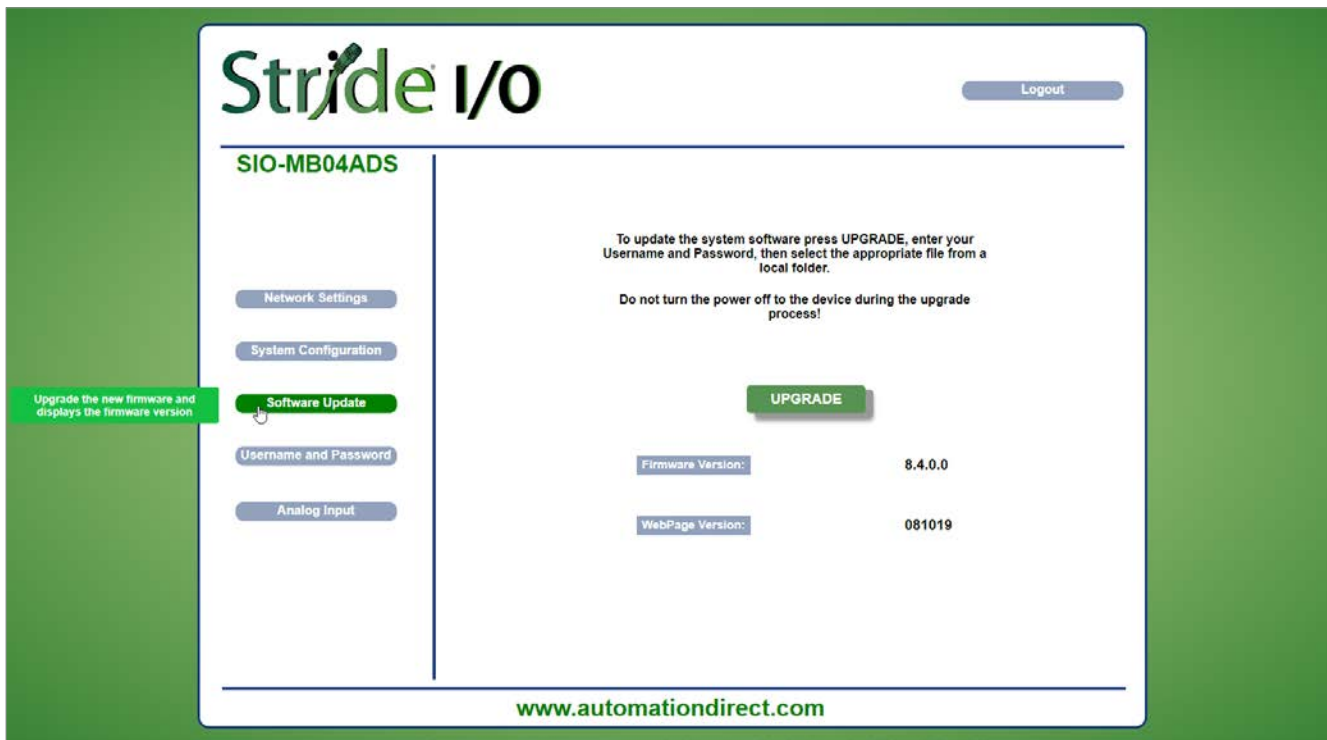 Stride I/O
Logout
SIO-MB04ADS
To update the system software press UPGRADE, enter your
Username and Password, then select the appropriate file from a
local folder.
Do not turn the power off to the device during the upgrade
process!
Network Settings
System Configuration
Upgrade the new firmware and
displays the firmware version
Software Update
UPGRADE
Username and Password
Firmware Version:
8.4.0.0
Analog Input
WebPage Version:
081019
www.automationdirect.com